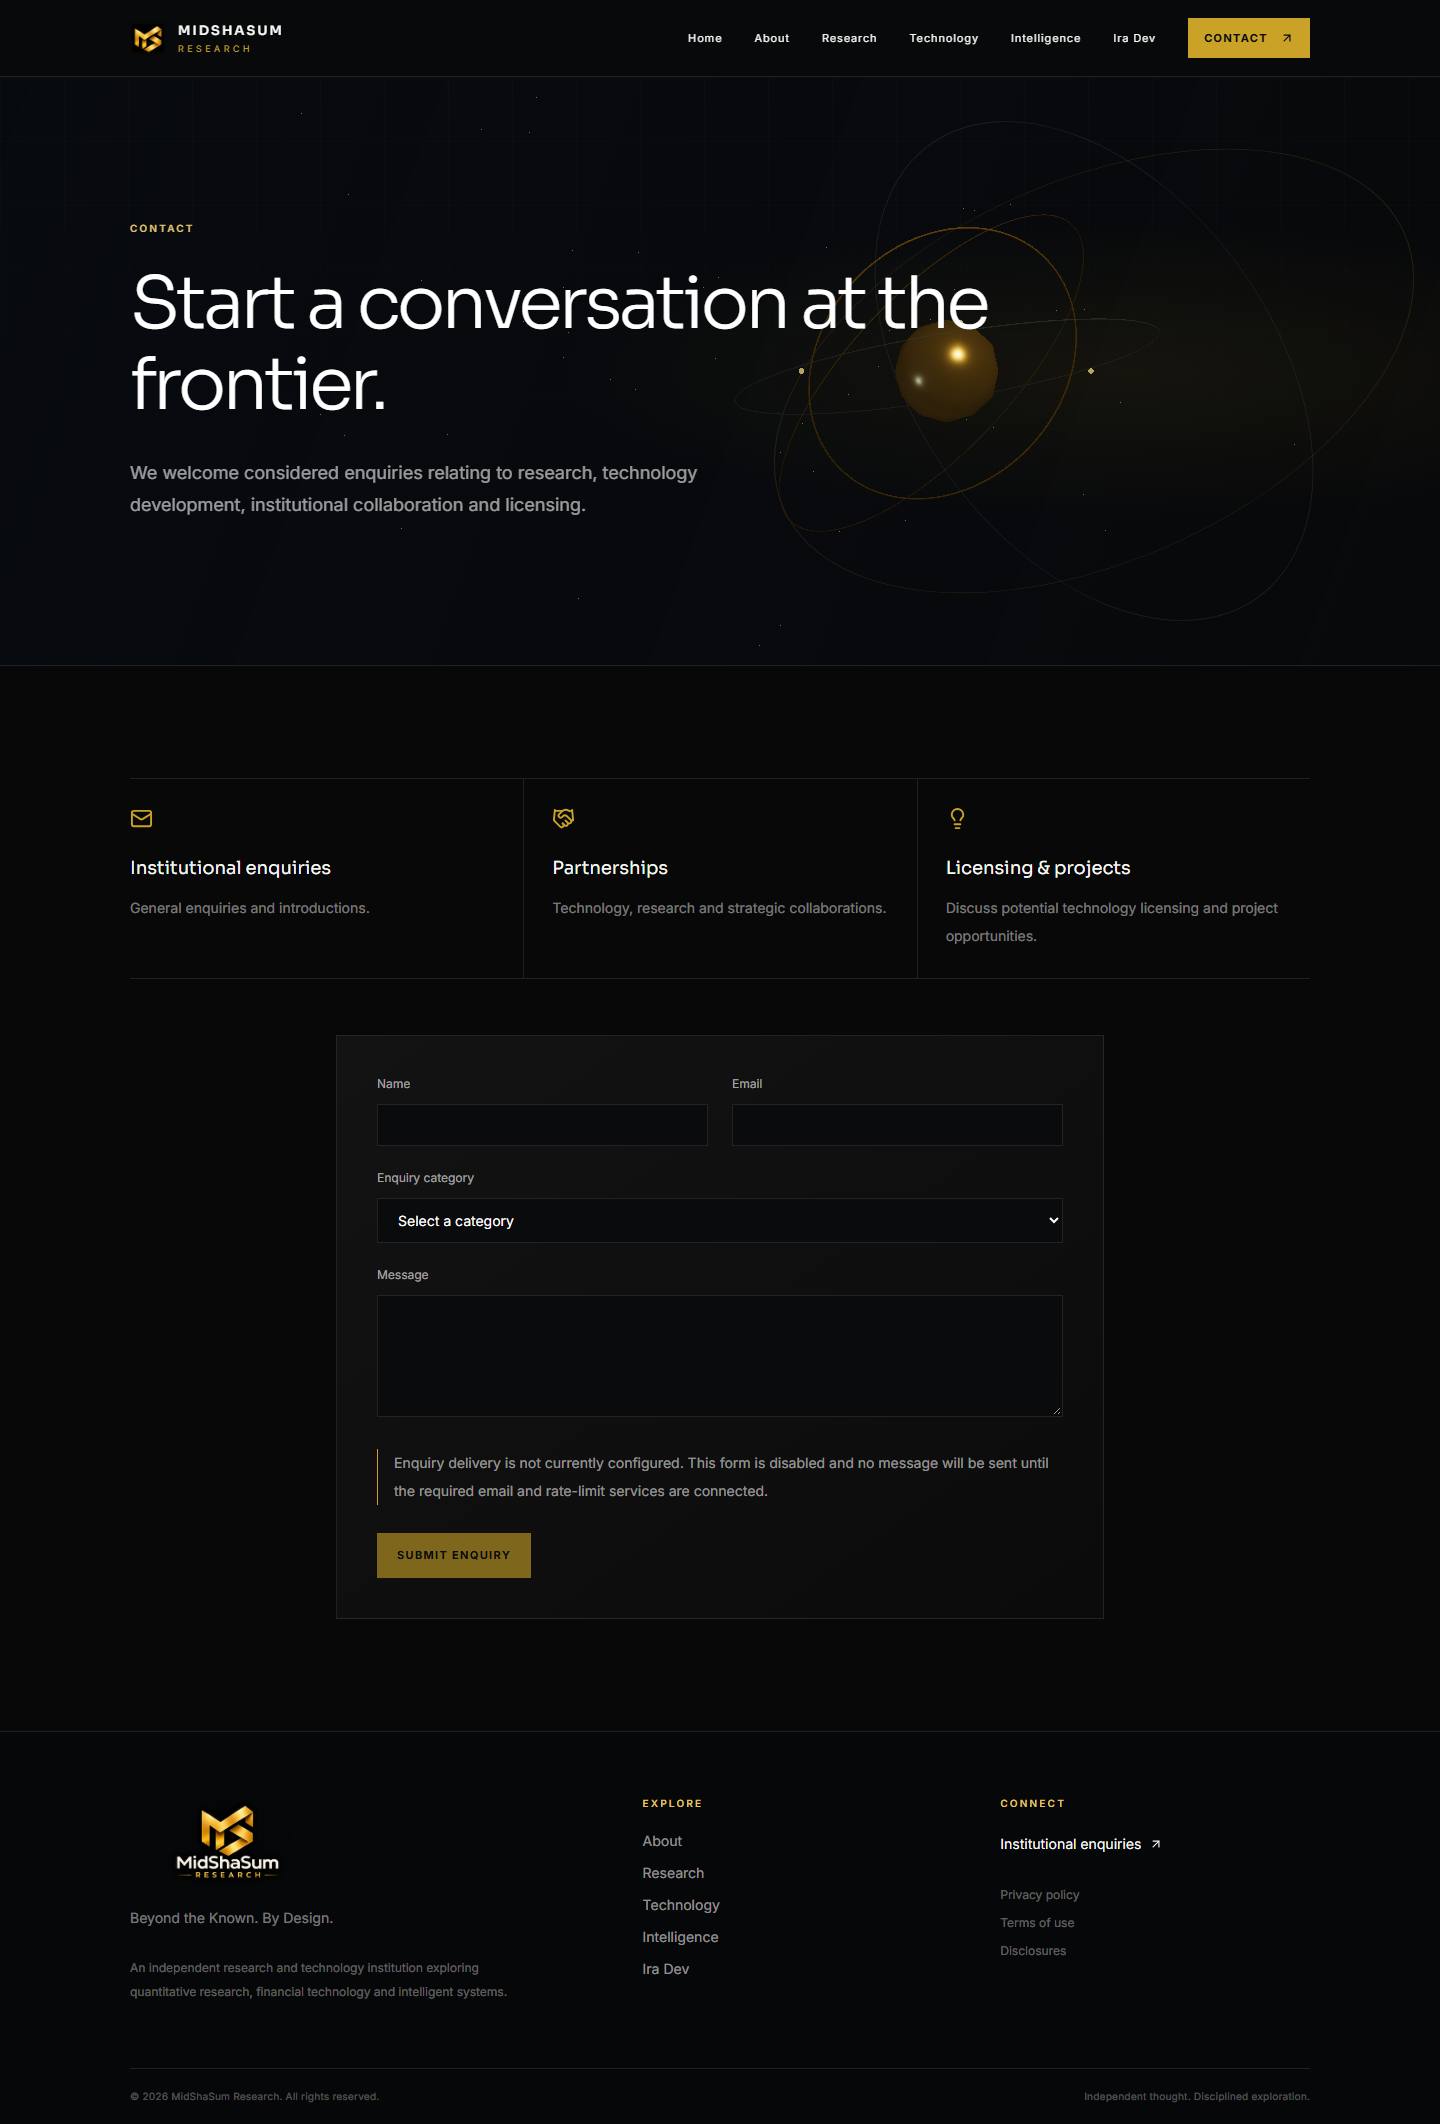 MIDSHASUM
RESEARCH
Home About Research Technology Intelligence Ira Dev CONTACT
CONTACT
Start a conversation at the
frontier.
We welcome considered enquiries relating to research, technology
development, institutional collaboration and licensing.
Institutional enquiries
General enquiries and introductions.
Partnerships
Technology, research and strategic collaborations.
Licensing & projects
Discuss potential technology licensing and project
opportunities.
Name Email
Enquiry category
Select a category
Message
Enquiry delivery is not currently configured. This form is disabled and no message will be sent until
the required email and rate-limit services are connected.
SUBMIT ENQUIRY
MidShaSum
RESEARCH
Beyond the Known. By Design.
An independent research and technology institution exploring
quantitative research, financial technology and intelligent systems.
EXPLORE
About
Research
Technology
Intelligence
Ira Dev
CONNECT
Institutional enquiries
Privacy policy
Terms of use
Disclosures
© 2026 MidShaSum Research. All rights reserved.
Independent thought. Disciplined exploration.